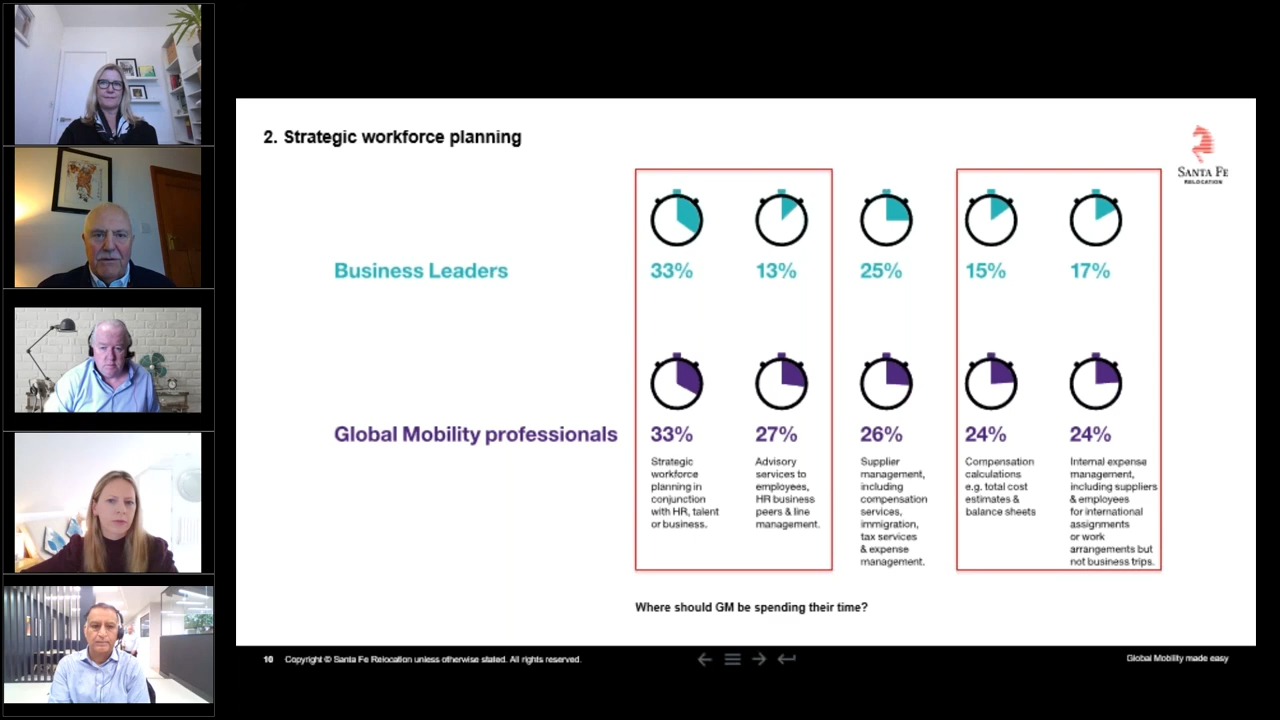 2. Strategic workforce planning
SANTA FE
RELOCATION
Business Leaders
33%
13%
25%
15%
17%
Global Mobility professionals
33%
27%
26%
24%
24%
Strategic
workforce
planning in
conjunction
with HR, talent
or business.
Advisory
services to
employees,
HR business
peers & line
management.
Supplier
management,
including
compensation
services,
immigration,
tax services
& expense
management.
Compensation
calculations
e.g. total cost
estimates &
balance sheets
Internal expense
management,
including suppliers
& employees
for international
assignments
or work
arrangements but
not business trips.
Where should GM be spending their time?
10 Copyright © Santa Fe Relocation unless otherwise stated. All rights reserved.
Global Mobility made easy